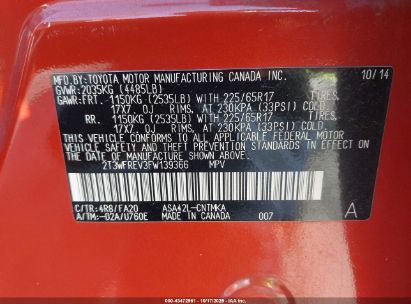 MFD.BY:TOYOTA MOTOR MANUFACTURING CANADA INC. 10/14
GVWR: 2035KG (4485LB)
GAWR:FRT. 1150KG (2535LB) WITH 225/65R17 TIRES
17X7.0J RIMS, AT 230KPA (33PSI) COLD
RR. 1150KG (2535LB) WITH 225/65R17 TIRES
17X7.0J RIMS, AT 230KPA (33PSI) COLD
THIS VEHICLE CONFORMS TO ALL APPLICABLE FEDERAL MOTOR
VEHICLE SAFETY AND THEFT PREVENTION STANDARDS IN EFFECT ON
THE DATE OF MANUFACTURE SHOWN ABOVE.
2T3WFREV3FW139366 MPV
C/TR:4R8/FA20 ASA42L-CNTMKA
A/TM:-02A/U760E MADE IN CANADA 007 A